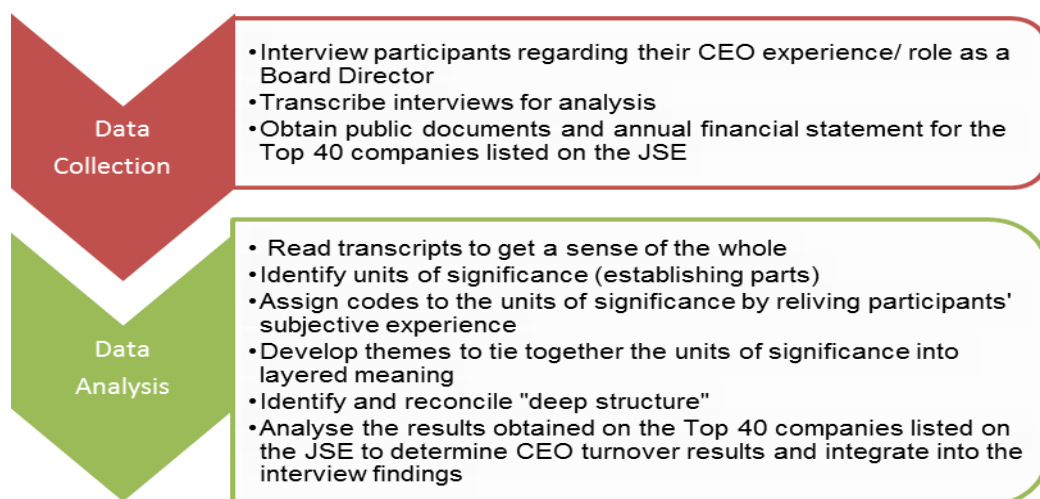 Data
Collection
•Interview participants regarding their CEO experience/ role as a
Board Director
•Transcribe interviews for analysis
•Obtain public documents and annual financial statement for the
Top 40 companies listed on the JSE
Data
Analysis
• Read transcripts to get a sense of the whole
•Identify units of significance (establishing parts)
•Assign codes to the units of significance by reliving participants'
subjective experience
•Develop themes to tie together the units of significance into
layered meaning
•Identify and reconcile "deep structure"
•Analyse the results obtained on the Top 40 companies listed on
the JSE to determine CEO turnover results and integrate into the
interview findings